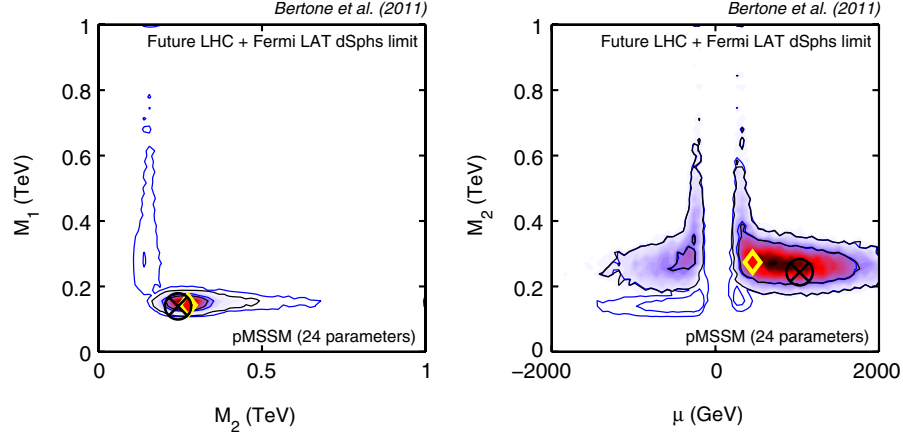 Bertone et al. (2011)
Future LHC + Fermi LAT dSphs limit
1
0.8
0.6
0.4
0.2
0
M1 (TeV)
pMSSM (24 parameters)
0
0.5
1
M2 (TeV)
Bertone et al. (2011)
Future LHC + Fermi LAT dSphs limit
1
0.8
0.6
0.4
0.2
0
M2 (TeV)
pMSSM (24 parameters)
−2000
0
2000
μ (GeV)